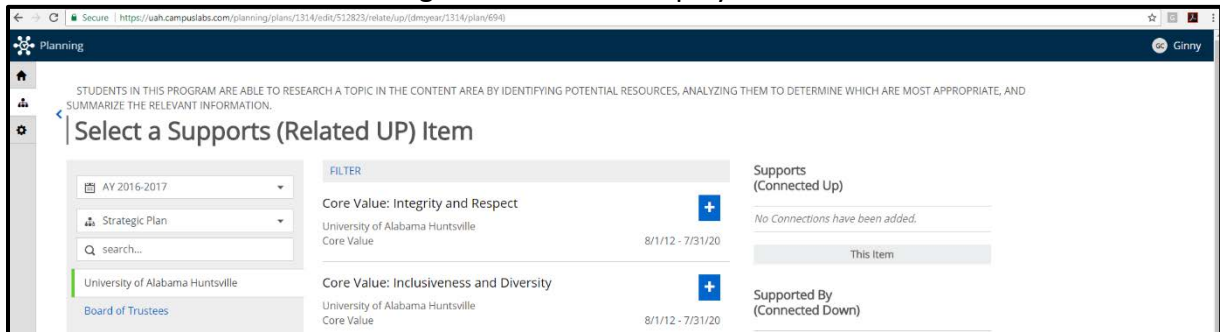 Secure | https://uah.campuslabs.com/planning/plans/1314/edit/512823/relate/up/(dm:year/1314/plan/694)
Planning
GC Ginny
STUDENTS IN THIS PROGRAM ARE ABLE TO RESEARCH A TOPIC IN THE CONTENT AREA BY IDENTIFYING POTENTIAL RESOURCES, ANALYZING THEM TO DETERMINE WHICH ARE MOST APPROPRIATE, AND
SUMMARIZE THE RELEVANT INFORMATION.
Select a Supports (Related UP) Item
AY 2016-2017
Strategic Plan
search...
University of Alabama Huntsville
Board of Trustees
FILTER
Core Value: Integrity and Respect
University of Alabama Huntsville
Core Value 8/1/12 - 7/31/20
Core Value: Inclusiveness and Diversity
University of Alabama Huntsville
Core Value 8/1/12 - 7/31/20
Supports
(Connected Up)
No Connections have been added.
This Item
Supported By
(Connected Down)